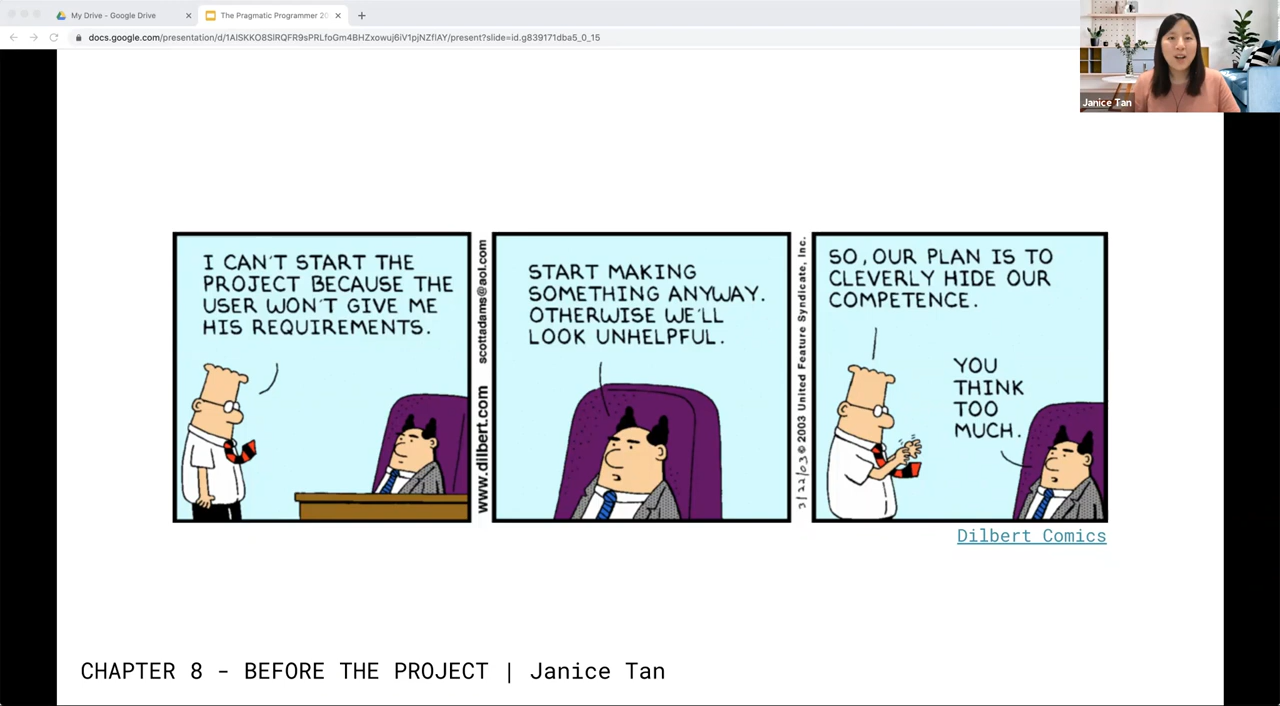 My Drive - Google Drive
The Pragmatic Programmer 20
docs.google.com/presentation/d/1AlSKKO8SlRQFR9sPRLfoGm4BHZxowuj6iV1pjNZflAY/present?slide=id.g839171dba5_0_15
Janice Tan
I CAN'T START THE
PROJECT BECAUSE THE
USER WON'T GIVE ME
HIS REQUIREMENTS.
www.dilbert.com scottadams@aol.com
START MAKING
SOMETHING ANYWAY.
OTHERWISE WE'LL
LOOK UNHELPFUL.
3/22/03 © 2003 United Feature Syndicate, Inc.
SO, OUR PLAN IS TO
CLEVERLY HIDE OUR
COMPETENCE.
YOU
THINK
TOO
MUCH.
Dilbert Comics
CHAPTER 8 - BEFORE THE PROJECT | Janice Tan